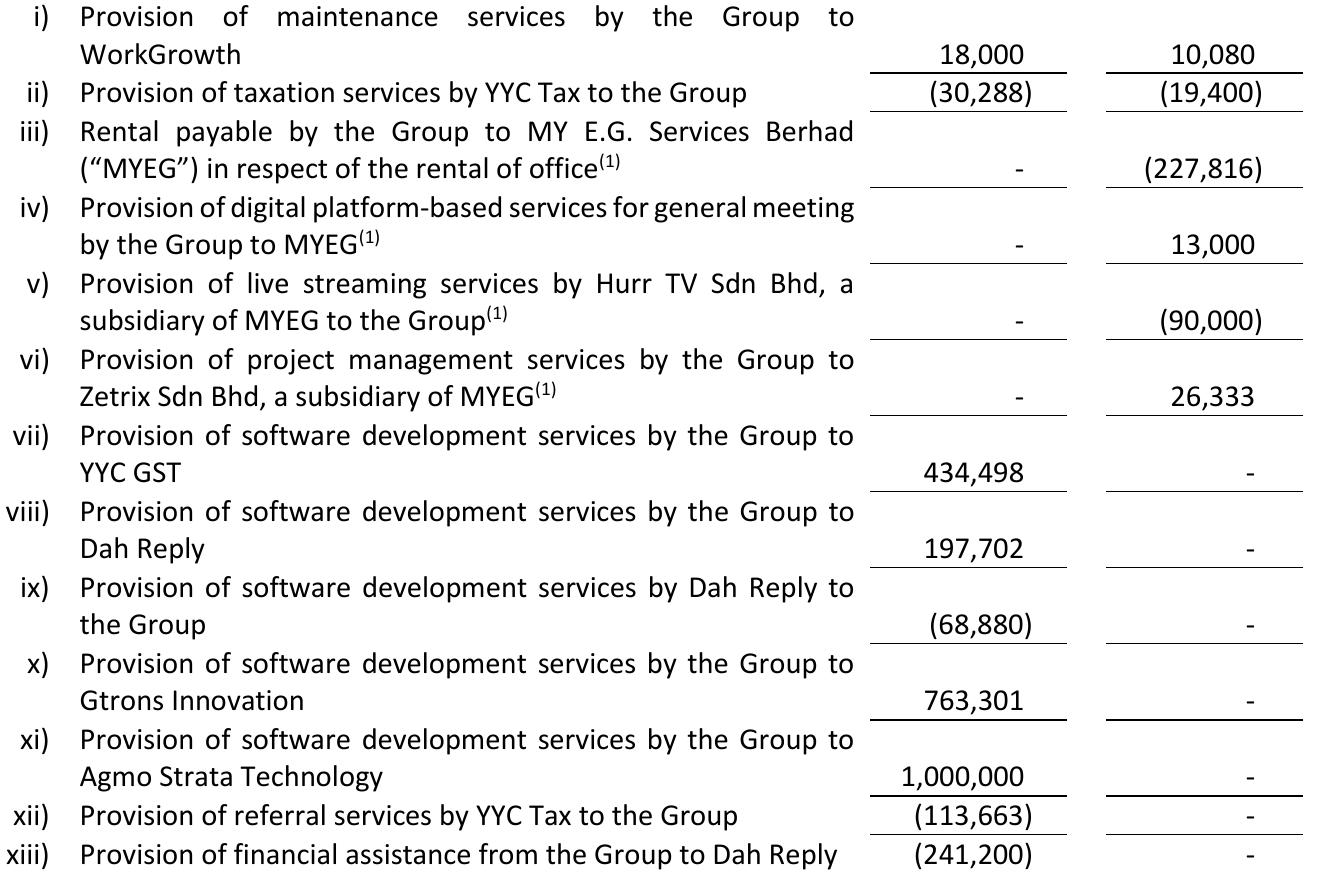 i) Provision of maintenance services by the Group to
WorkGrowth 18,000 10,080
ii) Provision of taxation services by YYC Tax to the Group (30,288) (19,400)
iii) Rental payable by the Group to MY E.G. Services Berhad
(“MYEG”) in respect of the rental of office(1) - (227,816)
iv) Provision of digital platform-based services for general meeting
by the Group to MYEG(1) - 13,000
v) Provision of live streaming services by Hurr TV Sdn Bhd, a
subsidiary of MYEG to the Group(1) - (90,000)
vi) Provision of project management services by the Group to
Zetrix Sdn Bhd, a subsidiary of MYEG(1) - 26,333
vii) Provision of software development services by the Group to
YYC GST 434,498 -
viii) Provision of software development services by the Group to
Dah Reply 197,702 -
ix) Provision of software development services by Dah Reply to
the Group (68,880) -
x) Provision of software development services by the Group to
Gtrons Innovation 763,301 -
xi) Provision of software development services by the Group to
Agmo Strata Technology 1,000,000 -
xii) Provision of referral services by YYC Tax to the Group (113,663) -
xiii) Provision of financial assistance from the Group to Dah Reply (241,200) -